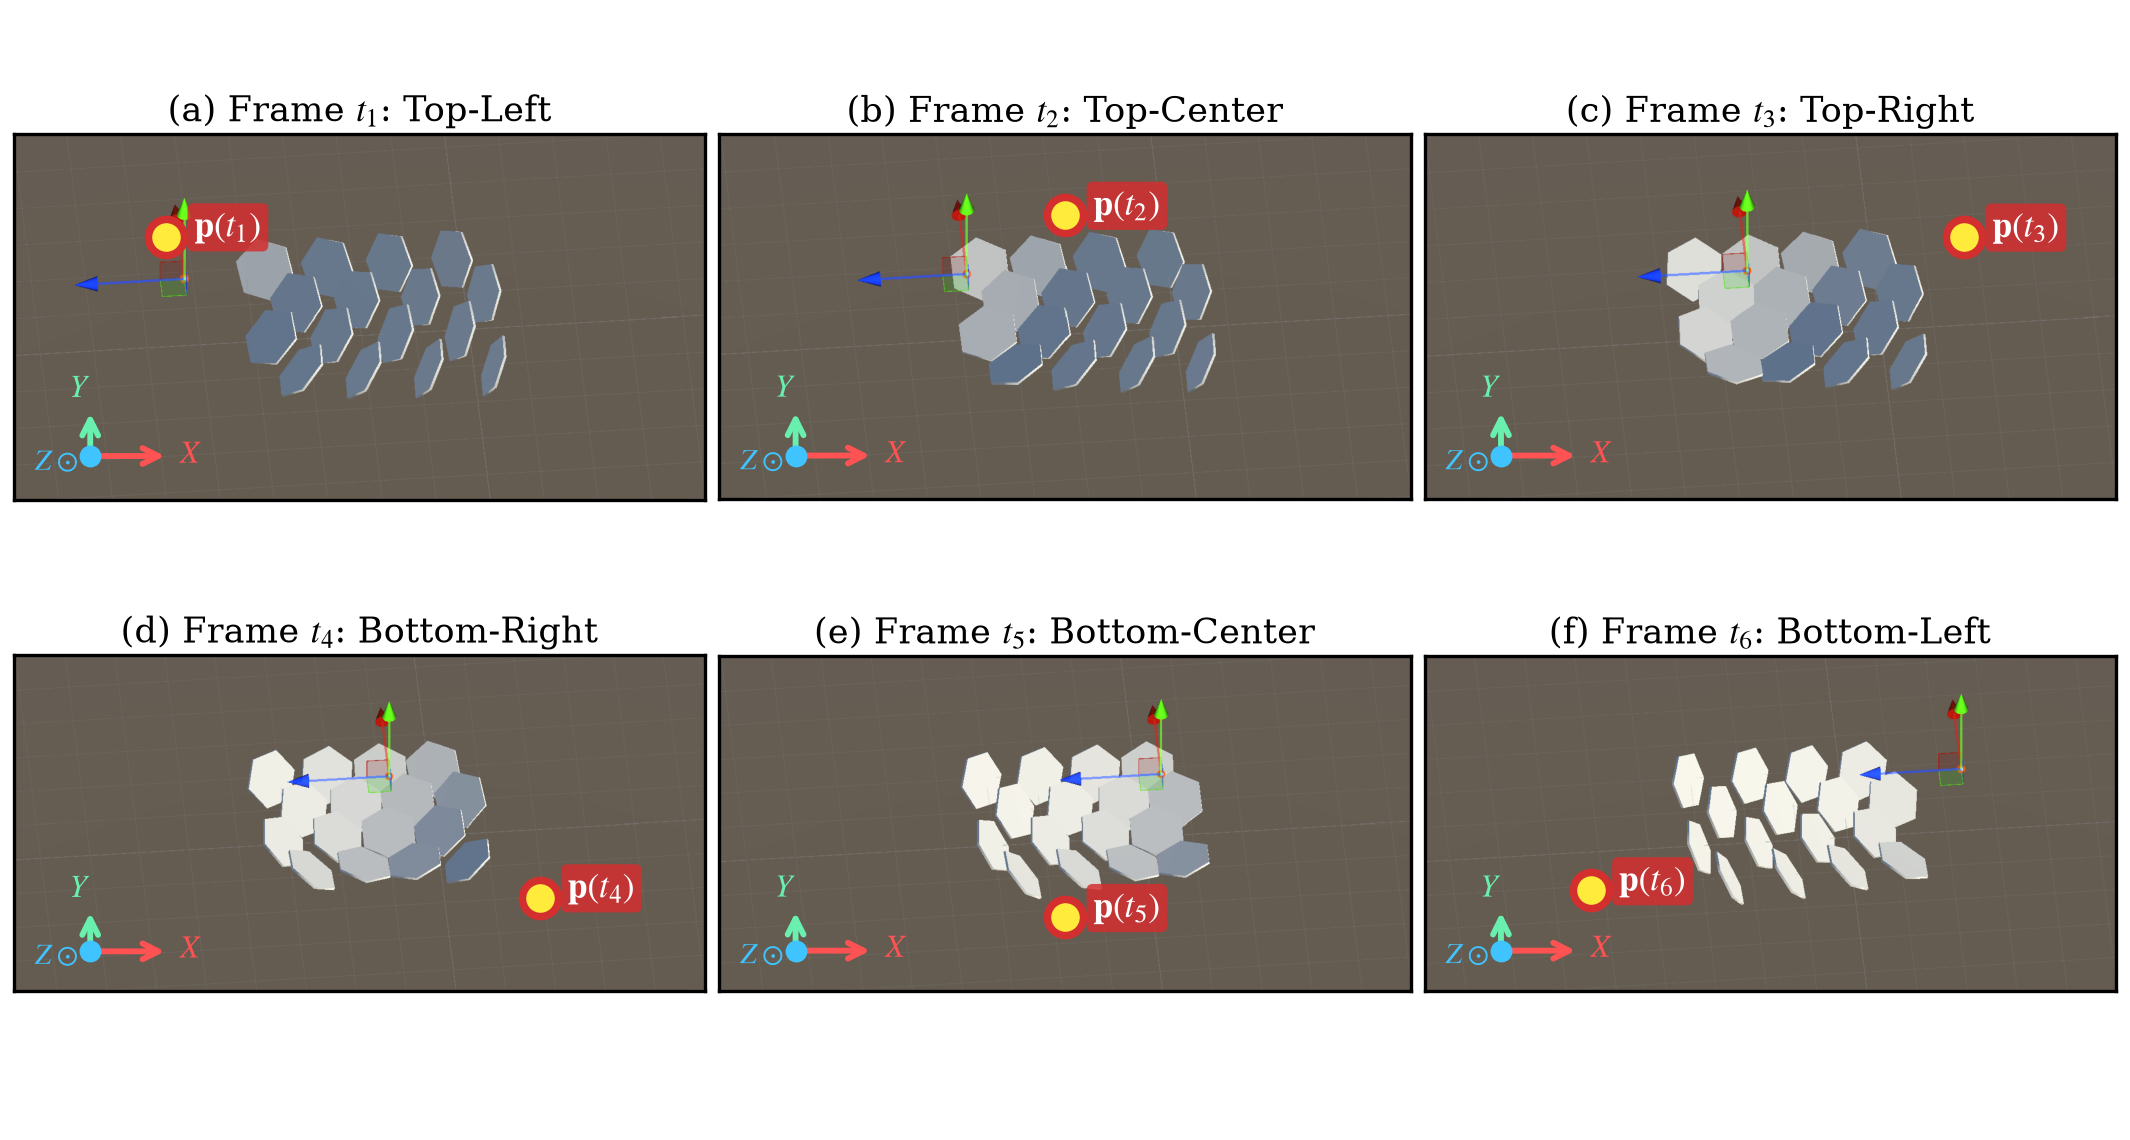 (a) Frame t₁: Top-Left
p(t₁)
Y
Z
X
(b) Frame t₂: Top-Center
p(t₂)
Y
Z
X
(c) Frame t₃: Top-Right
p(t₃)
Y
Z
X
(d) Frame t₄: Bottom-Right
p(t₄)
Y
Z
X
(e) Frame t₅: Bottom-Center
p(t₅)
Y
Z
X
(f) Frame t₆: Bottom-Left
p(t₆)
Y
Z
X